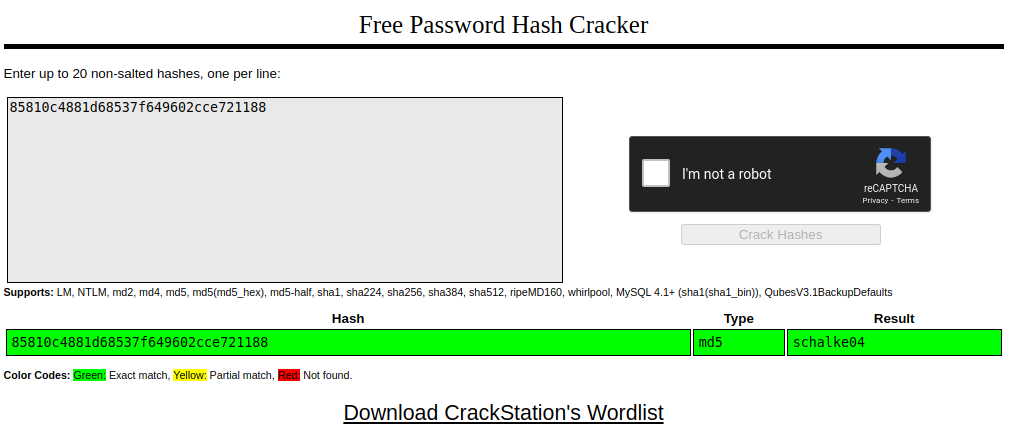 Free Password Hash Cracker
Enter up to 20 non-salted hashes, one per line:
85810c4881d68537f649602cce721188
I'm not a robot
reCAPTCHA
Privacy - Terms
Crack Hashes
Supports: LM, NTLM, md2, md4, md5, md5(md5_hex), md5-half, sha1, sha224, sha256, sha384, sha512, ripeMD160, whirlpool, MySQL 4.1+ (sha1(sha1_bin)), QubesV3.1BackupDefaults
Hash Type Result
85810c4881d68537f649602cce721188 md5 schalke04
Color Codes: Green: Exact match, Yellow: Partial match, Red: Not found.
Download CrackStation's Wordlist